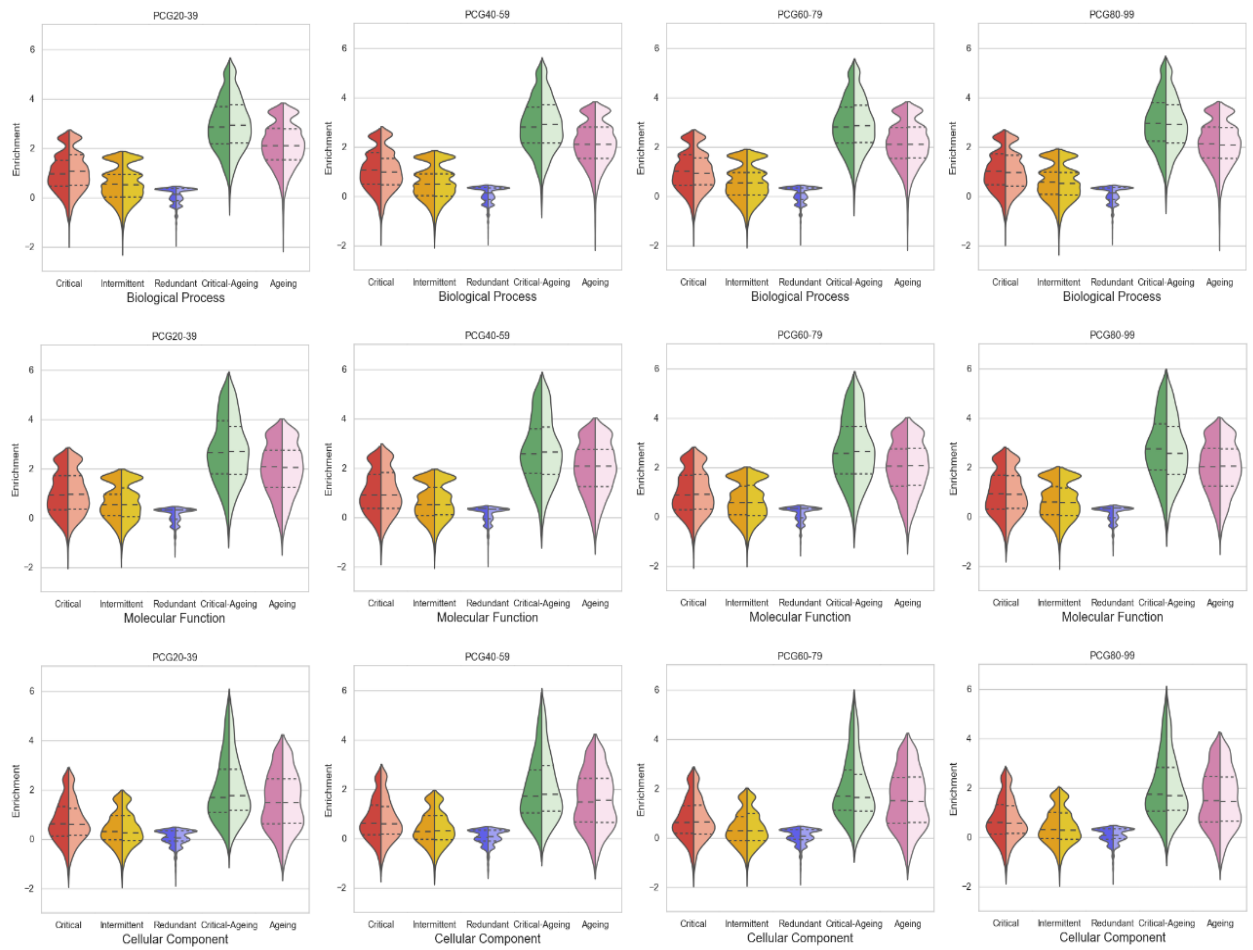 PCG20-39 PCG40-59 PCG60-79 PCG80-99
Enrichment Enrichment Enrichment Enrichment
6 6 6 6
4 4 4 4
2 2 2 2
0 0 0 0
−2 −2 −2 −2
Critical Intermittent Redundant Critical-Ageing Ageing Critical Intermittent Redundant Critical-Ageing Ageing Critical Intermittent Redundant Critical-Ageing Ageing Critical Intermittent Redundant Critical-Ageing Ageing
Biological Process Biological Process Biological Process Biological Process
PCG20-39 PCG40-59 PCG60-79 PCG80-99
Enrichment Enrichment Enrichment Enrichment
6 6 6 6
4 4 4 4
2 2 2 2
0 0 0 0
−2 −2 −2 −2
Critical Intermittent Redundant Critical-Ageing Ageing Critical Intermittent Redundant Critical-Ageing Ageing Critical Intermittent Redundant Critical-Ageing Ageing Critical Intermittent Redundant Critical-Ageing Ageing
Molecular Function Molecular Function Molecular Function Molecular Function
PCG20-39 PCG40-59 PCG60-79 PCG80-99
Enrichment Enrichment Enrichment Enrichment
6 6 6 6
4 4 4 4
2 2 2 2
0 0 0 0
−2 −2 −2 −2
Critical Intermittent Redundant Critical-Ageing Ageing Critical Intermittent Redundant Critical-Ageing Ageing Critical Intermittent Redundant Critical-Ageing Ageing Critical Intermittent Redundant Critical-Ageing Ageing
Cellular Component Cellular Component Cellular Component Cellular Component